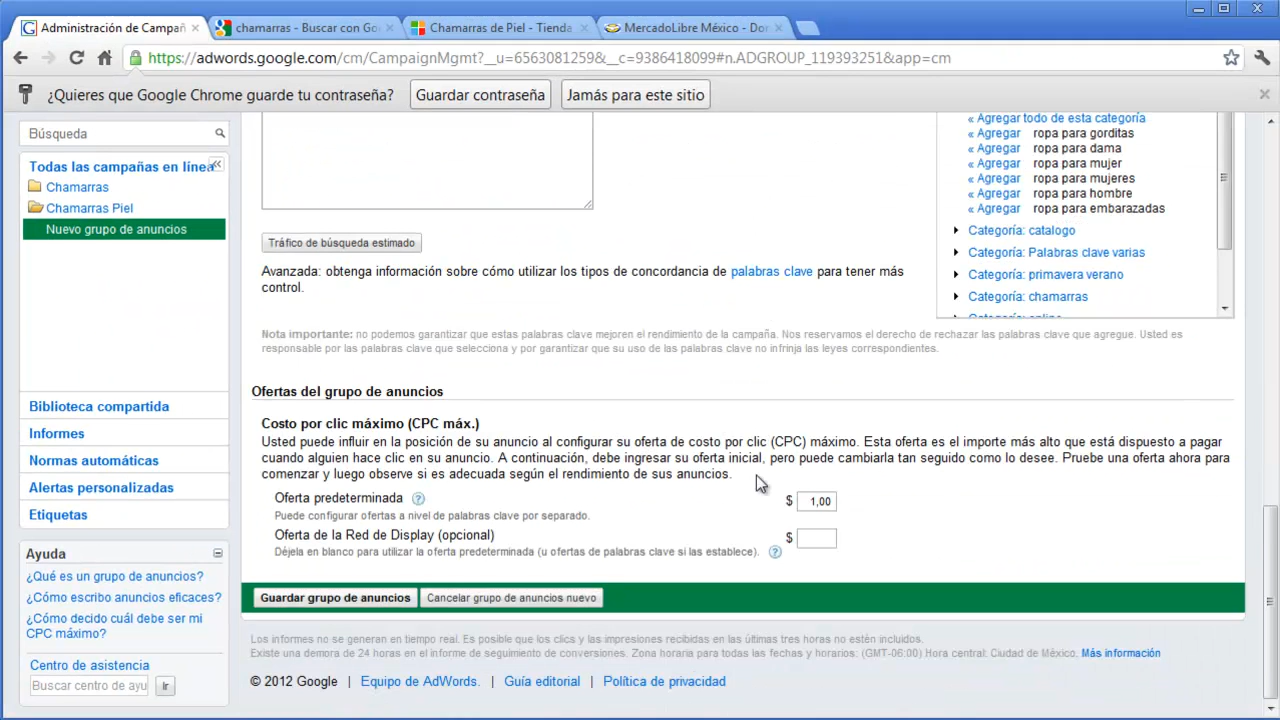 Administración de Campañ
chamarras - Buscar con Go
Chamarras de Piel - Tienda
MercadoLibre México - Don
https://adwords.google.com/cm/CampaignMgmt?__u=6563081259&__c=9386418099#n.ADGROUP_119393251&app=cm
¿Quieres que Google Chrome guarde tu contraseña?
Guardar contraseña
Jamás para este sitio
Búsqueda
Todas las campañas en línea
Chamarras
Chamarras Piel
Nuevo grupo de anuncios
Biblioteca compartida
Informes
Normas automáticas
Alertas personalizadas
Etiquetas
Ayuda
¿Qué es un grupo de anuncios?
¿Cómo escribo anuncios eficaces?
¿Cómo decido cuál debe ser mi
CPC máximo?
Centro de asistencia
Buscar centro de ayu
Ir
« Agregar todo de esta categoría
« Agregar ropa para gorditas
« Agregar ropa para dama
« Agregar ropa para mujer
« Agregar ropa para mujeres
« Agregar ropa para hombre
« Agregar ropa para embarazadas
Categoría: catalogo
Categoría: Palabras clave varias
Categoría: primavera verano
Categoría: chamarras
Tráfico de búsqueda estimado
Avanzada: obtenga información sobre cómo utilizar los tipos de concordancia de palabras clave para tener más
control.
Nota importante: no podemos garantizar que estas palabras clave mejoren el rendimiento de la campaña. Nos reservamos el derecho de rechazar las palabras clave que agregue. Usted es
responsable por las palabras clave que selecciona y por garantizar que su uso de las palabras clave no infrinja las leyes correspondientes.
Ofertas del grupo de anuncios
Costo por clic máximo (CPC máx.)
Usted puede influir en la posición de su anuncio al configurar su oferta de costo por clic (CPC) máximo. Esta oferta es el importe más alto que está dispuesto a pagar
cuando alguien hace clic en su anuncio. A continuación, debe ingresar su oferta inicial, pero puede cambiarla tan seguido como lo desee. Pruebe una oferta ahora para
comenzar y luego observe si es adecuada según el rendimiento de sus anuncios.
Oferta predeterminada ? $ 1,00
Puede configurar ofertas a nivel de palabras clave por separado.
Oferta de la Red de Display (opcional) $
Déjela en blanco para utilizar la oferta predeterminada (u ofertas de palabras clave si las establece). ?
Guardar grupo de anuncios
Cancelar grupo de anuncios nuevo
Los informes no se generan en tiempo real. Es posible que los clics y las impresiones recibidas en las últimas tres horas no estén incluidos.
Existe una demora de 24 horas en el informe de seguimiento de conversiones. Zona horaria para todas las fechas y horarios: (GMT-06:00) Hora central: Ciudad de México. Más información
© 2012 Google | Equipo de AdWords. | Guía editorial | Política de privacidad